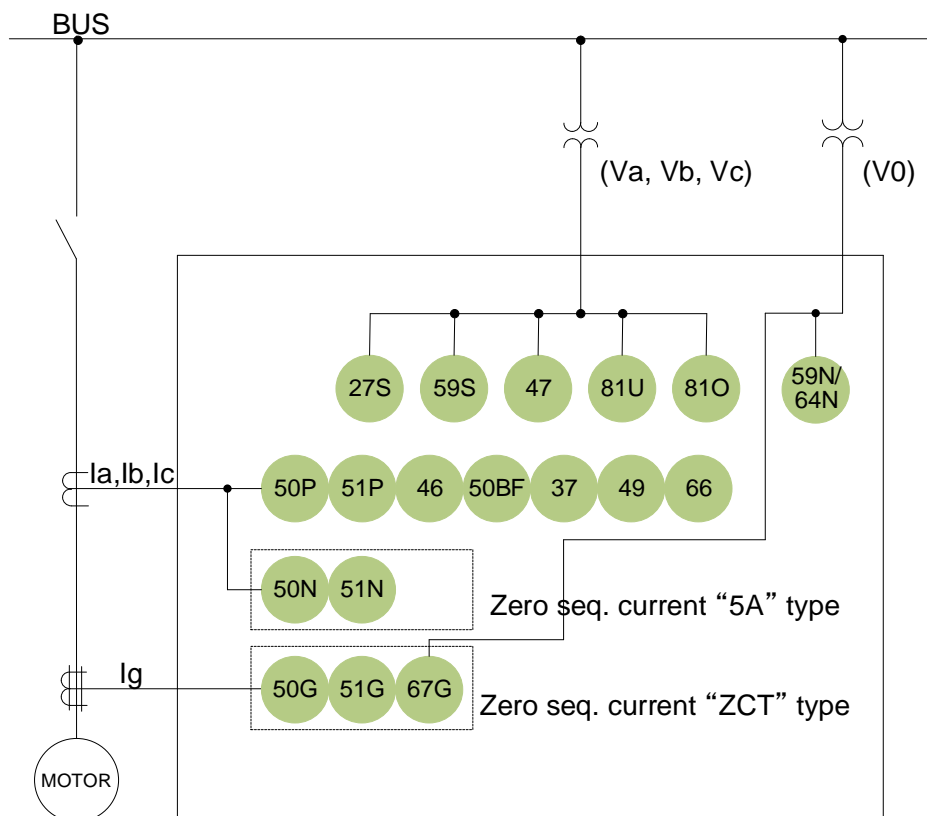 BUS
(Va, Vb, Vc)
(V0)
27S
59S
47
81U
81O
59N/
64N
Ia,Ib,Ic
50P
51P
46
50BF
37
49
66
50N
51N
Zero seq. current “5A” type
Ig
50G
51G
67G
Zero seq. current “ZCT” type
MOTOR